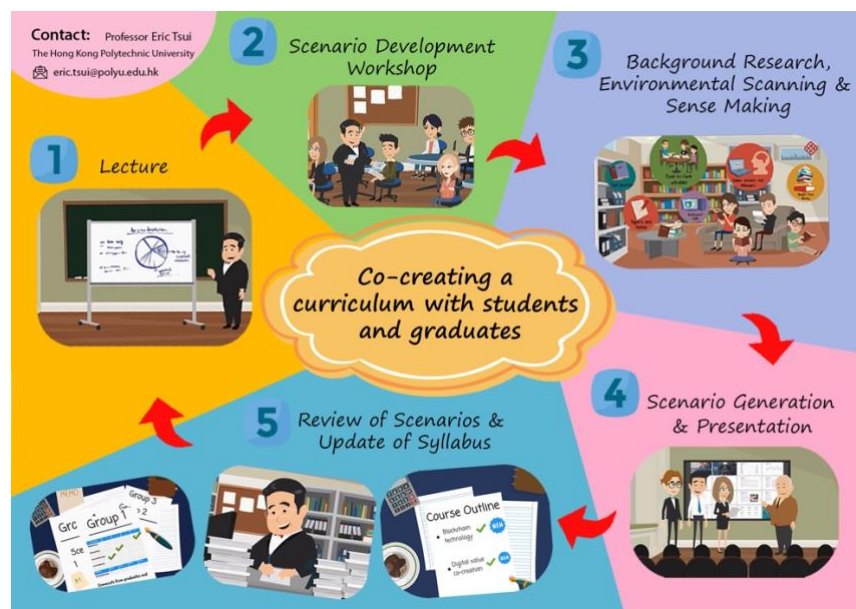 Contact: Professor Eric Tsui
The Hong Kong Polytechnic University
eric.tsui@polyu.edu.hk
1
Lecture
2
Scenario Development
Workshop
3
Background Research,
Environmental Scanning &
Sense Making
Co-creating a
curriculum with students
and graduates
4
Scenario Generation
& Presentation
5
Review of Scenarios &
Update of Syllabus
MEMO
Group 3
Group 1
Course Outline
Blockchain
technology
NEW
Digital value
co-creation
NEW